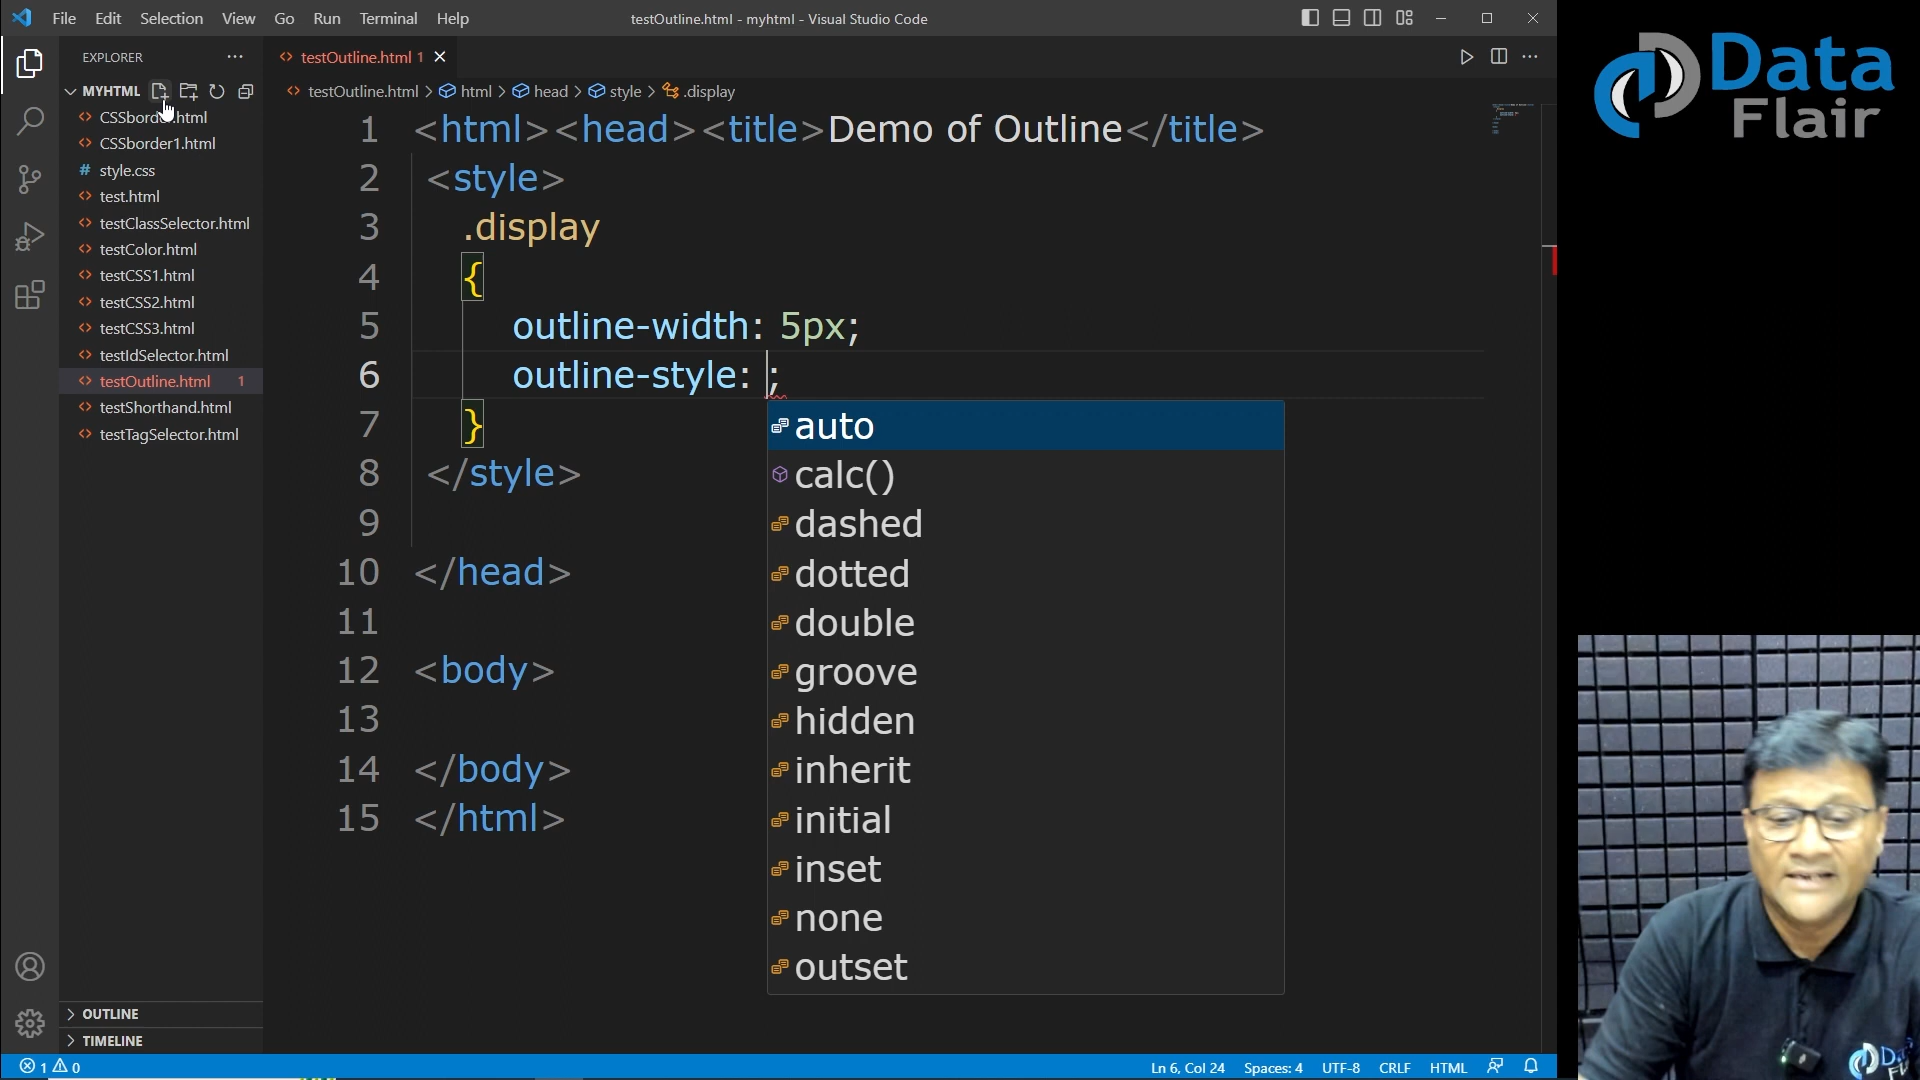 File Edit Selection View Go Run Terminal Help
testOutline.html - myhtml - Visual Studio Code
EXPLORER
MYHTML
CSSborder.html
CSSborder1.html
# style.css
test.html
testClassSelector.html
testColor.html
testCSS1.html
testCSS2.html
testCSS3.html
testIdSelector.html
testOutline.html 1
testShorthand.html
testTagSelector.html
OUTLINE
TIMELINE
testOutline.html 1
testOutline.html > html > head > style > .display
1 <html><head><title>Demo of Outline</title>
2 <style>
3 .display
4 {
5 outline-width: 5px;
6 outline-style: ;
7 }
8 </style>
9
10 </head>
11
12 <body>
13
14 </body>
15 </html>
auto
calc()
dashed
dotted
double
groove
hidden
inherit
initial
inset
none
outset
1 0
Ln 6, Col 24 Spaces: 4 UTF-8 CRLF HTML
Data
Flair